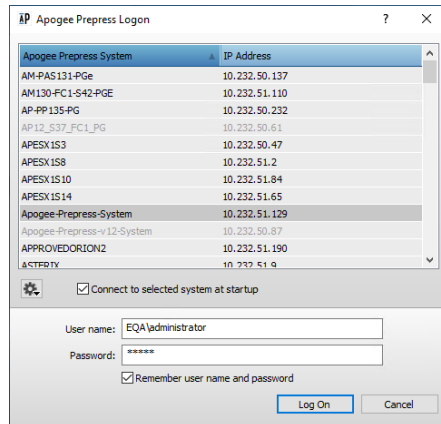 AP Apogee Prepress Logon ? ×
Apogee Prepress System IP Address
AM-PAS131-PGe 10.232.50.137
AM130-FC1-S42-PGE 10.232.51.110
AP-PP135-PG 10.232.50.232
AP12_S37_FC1_PG 10.232.50.61
APESX1S3 10.232.50.47
APESX1S8 10.232.51.2
APESX1S10 10.232.51.84
APESX1S14 10.232.51.65
Apogee-Prepress-System 10.232.51.129
Apogee-Prepress-v12-System 10.232.50.87
APPROVEDORION2 10.232.51.190
ASTERIX 10.232.51.9
Connect to selected system at startup
User name: EQA\administrator
Password: *****
Remember user name and password
Log On Cancel